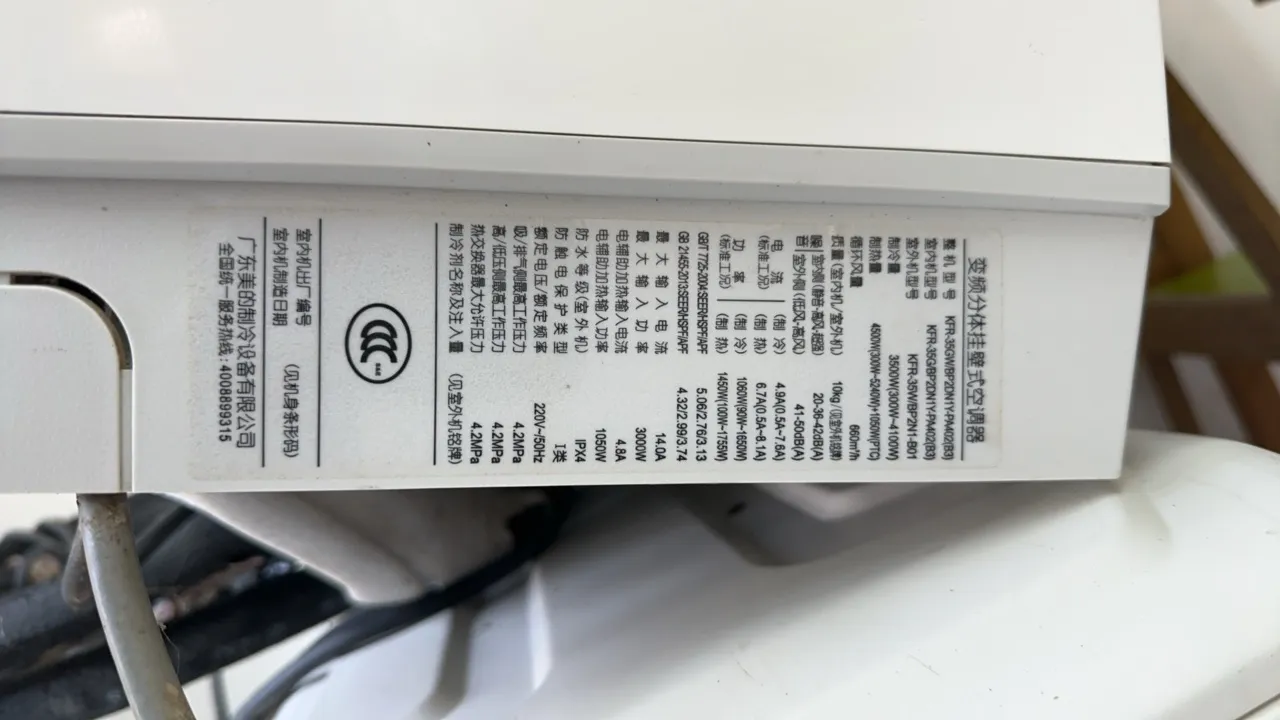 变频分体挂壁式空调器
整机型号 KFR-35GW/BP2DN1Y-PM402(B3)
室内机型号 KFR-35G/BP2DN1Y-PM402(B3)
室外机型号 KFR-35W/BP2N1-B01
制冷量 3500W(300W~4100W)
制热量 4500W(300W~5240W)+1050W(PTC)
循环风量 660m³/h
质量(室内机/室外机) 10kg/(见室外机铭牌)
噪 室内侧(静音-高风-超强) 20-36-42dB(A)
音 室外侧(低风-高风) 41-50dB(A)
电流 (制冷) 4.9A(0.5A~7.6A)
(标准工况) (制热) 6.7A(0.5A~8.1A)
功率 (制冷) 1060W(90W~1650W)
(标准工况) (制热) 1450W(100W~1755W)
GB/T 7725-2004:SEER/HSPF/APF 5.06/2.76/3.13
GB 21455-2013:SEER/HSPF/APF 4.32/2.99/3.74
最大输入电流 14.0A
最大输入功率 3000W
电辅助加热输入电流 4.8A
电辅助加热输入功率 1050W
防水等级(室外机) IPX4
防触电保护类型 I类
额定电压/额定频率 220V~/50Hz
吸/排气侧最高工作压力 4.2MPa
高/低压侧最高工作压力 4.2MPa
热交换器最大允许压力 4.2MPa
制冷剂名称及注入量 (见室外机铭牌)
CCC
S&E
室内机出厂编号
室内机制造日期 (见机身条形码)
广东美的制冷设备有限公司
全国统一服务热线:4008899315